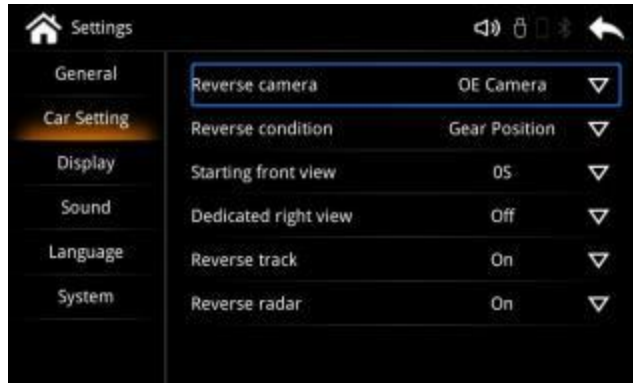 Settings
General
Car Setting
Display
Sound
Language
System
Reverse camera OE Camera
Reverse condition Gear Position
Starting front view 0S
Dedicated right view Off
Reverse track On
Reverse radar On